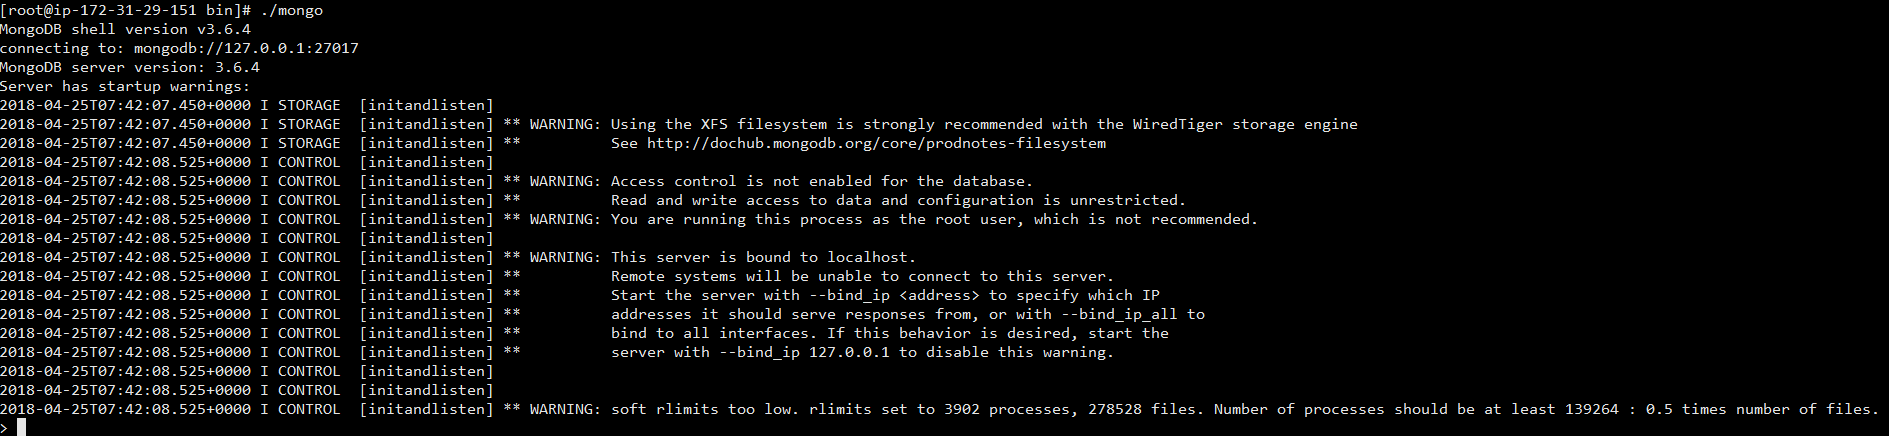 [root@ip-172-31-29-151 bin]# ./mongo
MongoDB shell version v3.6.4
connecting to: mongodb://127.0.0.1:27017
MongoDB server version: 3.6.4
Server has startup warnings:
2018-04-25T07:42:07.450+0000 I STORAGE  [initandlisten]
2018-04-25T07:42:07.450+0000 I STORAGE  [initandlisten] ** WARNING: Using the XFS filesystem is strongly recommended with the WiredTiger storage engine
2018-04-25T07:42:07.450+0000 I STORAGE  [initandlisten] **          See http://dochub.mongodb.org/core/prodnotes-filesystem
2018-04-25T07:42:08.525+0000 I CONTROL  [initandlisten]
2018-04-25T07:42:08.525+0000 I CONTROL  [initandlisten] ** WARNING: Access control is not enabled for the database.
2018-04-25T07:42:08.525+0000 I CONTROL  [initandlisten] **          Read and write access to data and configuration is unrestricted.
2018-04-25T07:42:08.525+0000 I CONTROL  [initandlisten] ** WARNING: You are running this process as the root user, which is not recommended.
2018-04-25T07:42:08.525+0000 I CONTROL  [initandlisten]
2018-04-25T07:42:08.525+0000 I CONTROL  [initandlisten] ** WARNING: This server is bound to localhost.
2018-04-25T07:42:08.525+0000 I CONTROL  [initandlisten] **          Remote systems will be unable to connect to this server.
2018-04-25T07:42:08.525+0000 I CONTROL  [initandlisten] **          Start the server with --bind_ip <address> to specify which IP
2018-04-25T07:42:08.525+0000 I CONTROL  [initandlisten] **          addresses it should serve responses from, or with --bind_ip_all to
2018-04-25T07:42:08.525+0000 I CONTROL  [initandlisten] **          bind to all interfaces. If this behavior is desired, start the
2018-04-25T07:42:08.525+0000 I CONTROL  [initandlisten] **          server with --bind_ip 127.0.0.1 to disable this warning.
2018-04-25T07:42:08.525+0000 I CONTROL  [initandlisten]
2018-04-25T07:42:08.525+0000 I CONTROL  [initandlisten]
2018-04-25T07:42:08.525+0000 I CONTROL  [initandlisten] ** WARNING: soft rlimits too low. rlimits set to 3902 processes, 278528 files. Number of processes should be at least 139264 : 0.5 times number of files.
>